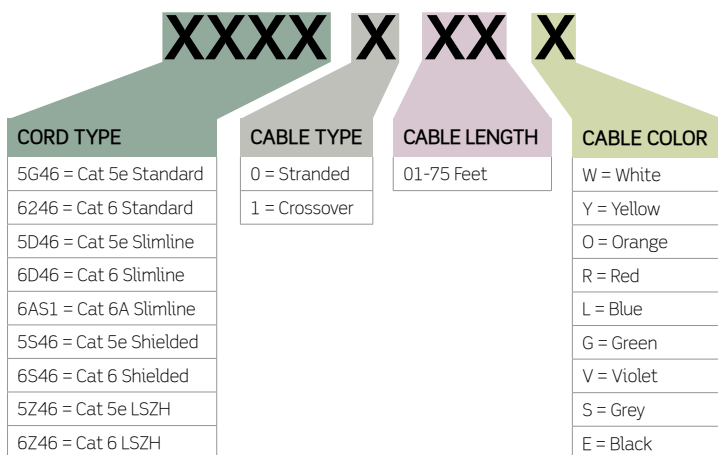 XXXX X XX X
CORD TYPE
5G46 = Cat 5e Standard
6246 = Cat 6 Standard
5D46 = Cat 5e Slimline
6D46 = Cat 6 Slimline
6AS1 = Cat 6A Slimline
5S46 = Cat 5e Shielded
6S46 = Cat 6 Shielded
5Z46 = Cat 5e LSZH
6Z46 = Cat 6 LSZH
CABLE TYPE
0 = Stranded
1 = Crossover
CABLE LENGTH
01-75 Feet
CABLE COLOR
W = White
Y = Yellow
O = Orange
R = Red
L = Blue
G = Green
V = Violet
S = Grey
E = Black